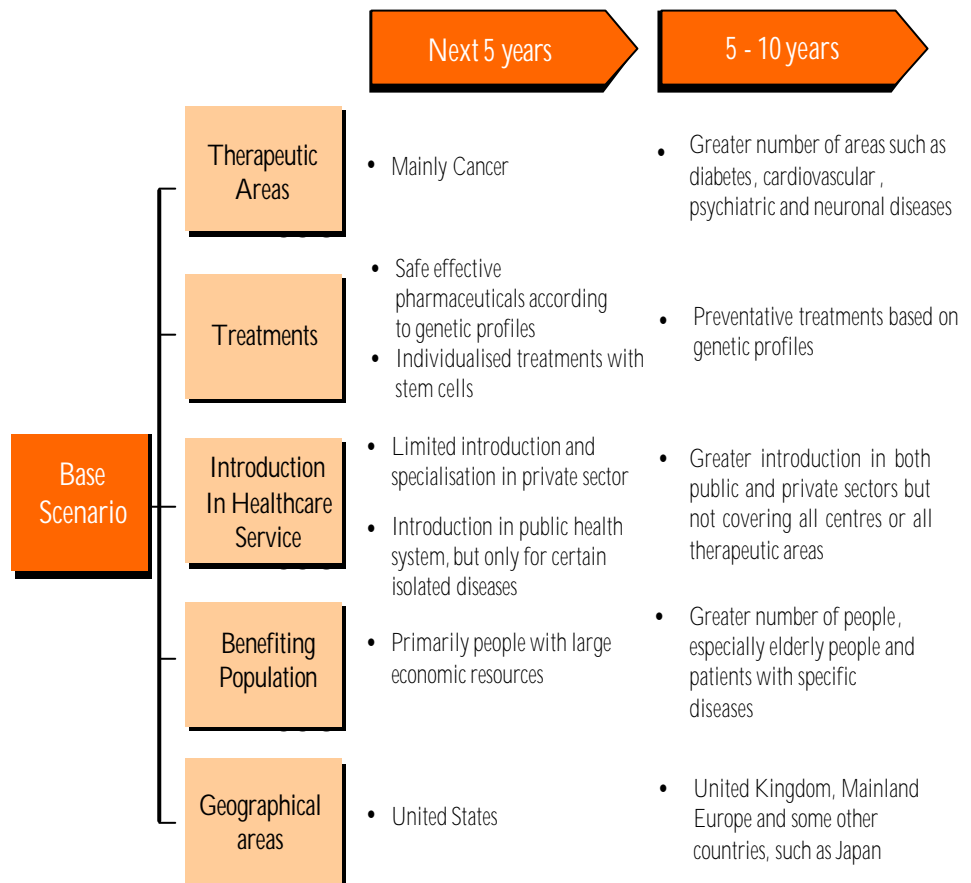 Next 5 years
5 - 10 years
Therapeutic
Areas
• Mainly Cancer
• Greater number of areas such as
diabetes, cardiovascular ,
psychiatric and neuronal diseases
Treatments
• Safe effective
pharmaceuticals according
to genetic profiles
• Individualised treatments with
stem cells
• Preventative treatments based on
genetic profiles
Base
Scenario
Introduction
In Healthcare
Service
• Limited introduction and
specialisation in private sector
• Introduction in public health
system, but only for certain
isolated diseases
• Greater introduction in both
public and private sectors but
not covering all centres or all
therapeutic areas
Benefiting
Population
• Primarily people with large
economic resources
• Greater number of people ,
especially elderly people and
patients with specific
diseases
Geographical
areas
• United States
• United Kingdom, Mainland
Europe and some other
countries, such as Japan